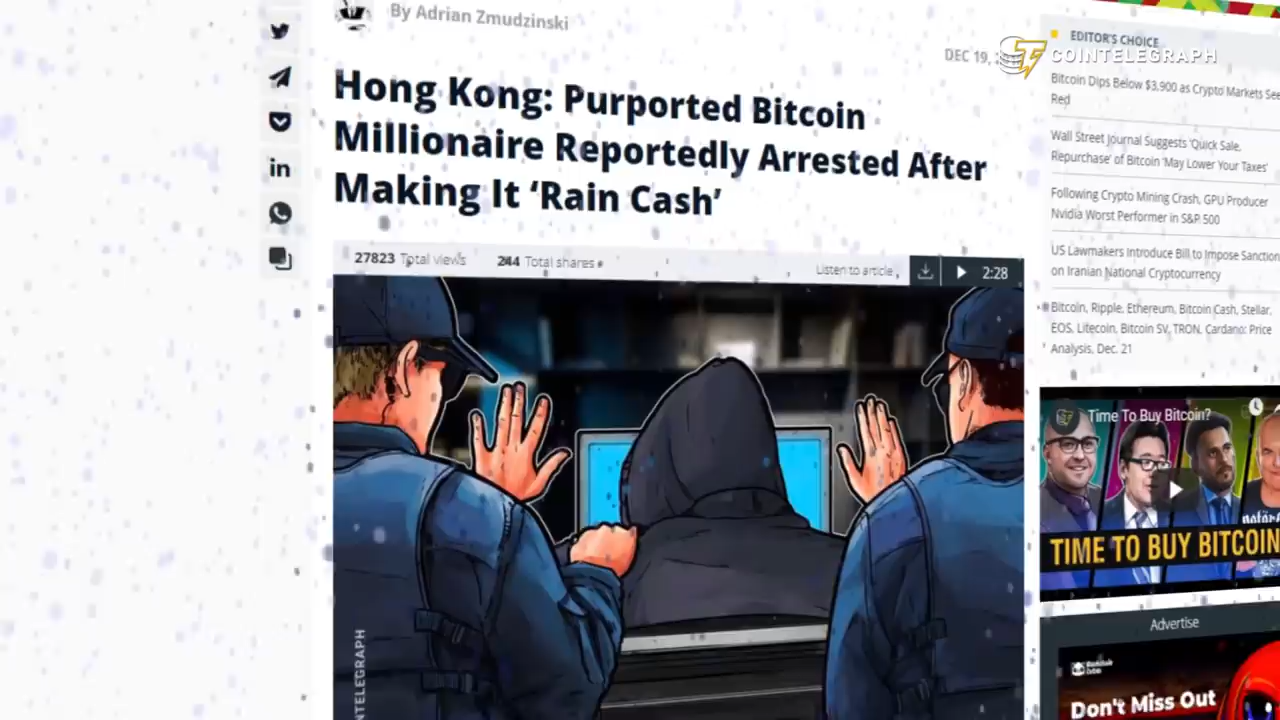 By Adrian Zmudzinski
DEC 19,
COINTELEGRAPH
Hong Kong: Purported Bitcoin
Millionaire Reportedly Arrested After
Making It ‘Rain Cash’
27823 Total views
244 Total shares
Listen to article
2:28
COINTELEGRAPH
EDITOR'S CHOICE
Bitcoin Dips Below $3,900 as Crypto Markets See
Red
Wall Street Journal Suggests ‘Quick Sale,
Repurchase’ of Bitcoin ‘May Lower Your Taxes’
Following Crypto Mining Crash, GPU Producer
Nvidia Worst Performer in S&P 500
US Lawmakers Introduce Bill to Impose Sanction
on Iranian National Cryptocurrency
Bitcoin, Ripple, Ethereum, Bitcoin Cash, Stellar,
EOS, Litecoin, Bitcoin SV, TRON, Cardano: Price
Analysis, Dec. 21
Time To Buy Bitcoin?
TIME TO BUY BITCOIN
Advertise
Don't Miss Out